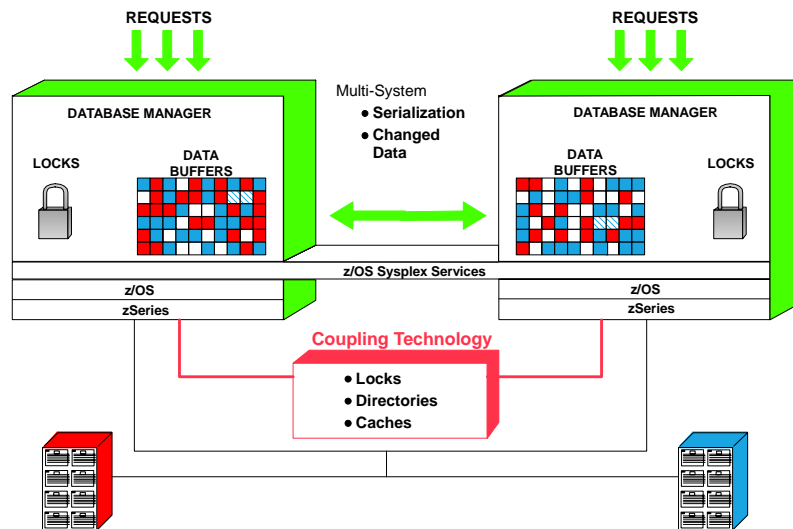 REQUESTS
REQUESTS
Multi-System
● Serialization
● Changed
Data
DATABASE MANAGER
LOCKS
DATA
BUFFERS
DATABASE MANAGER
DATA
BUFFERS
LOCKS
z/OS Sysplex Services
z/OS
zSeries
z/OS
zSeries
Coupling Technology
● Locks
● Directories
● Caches